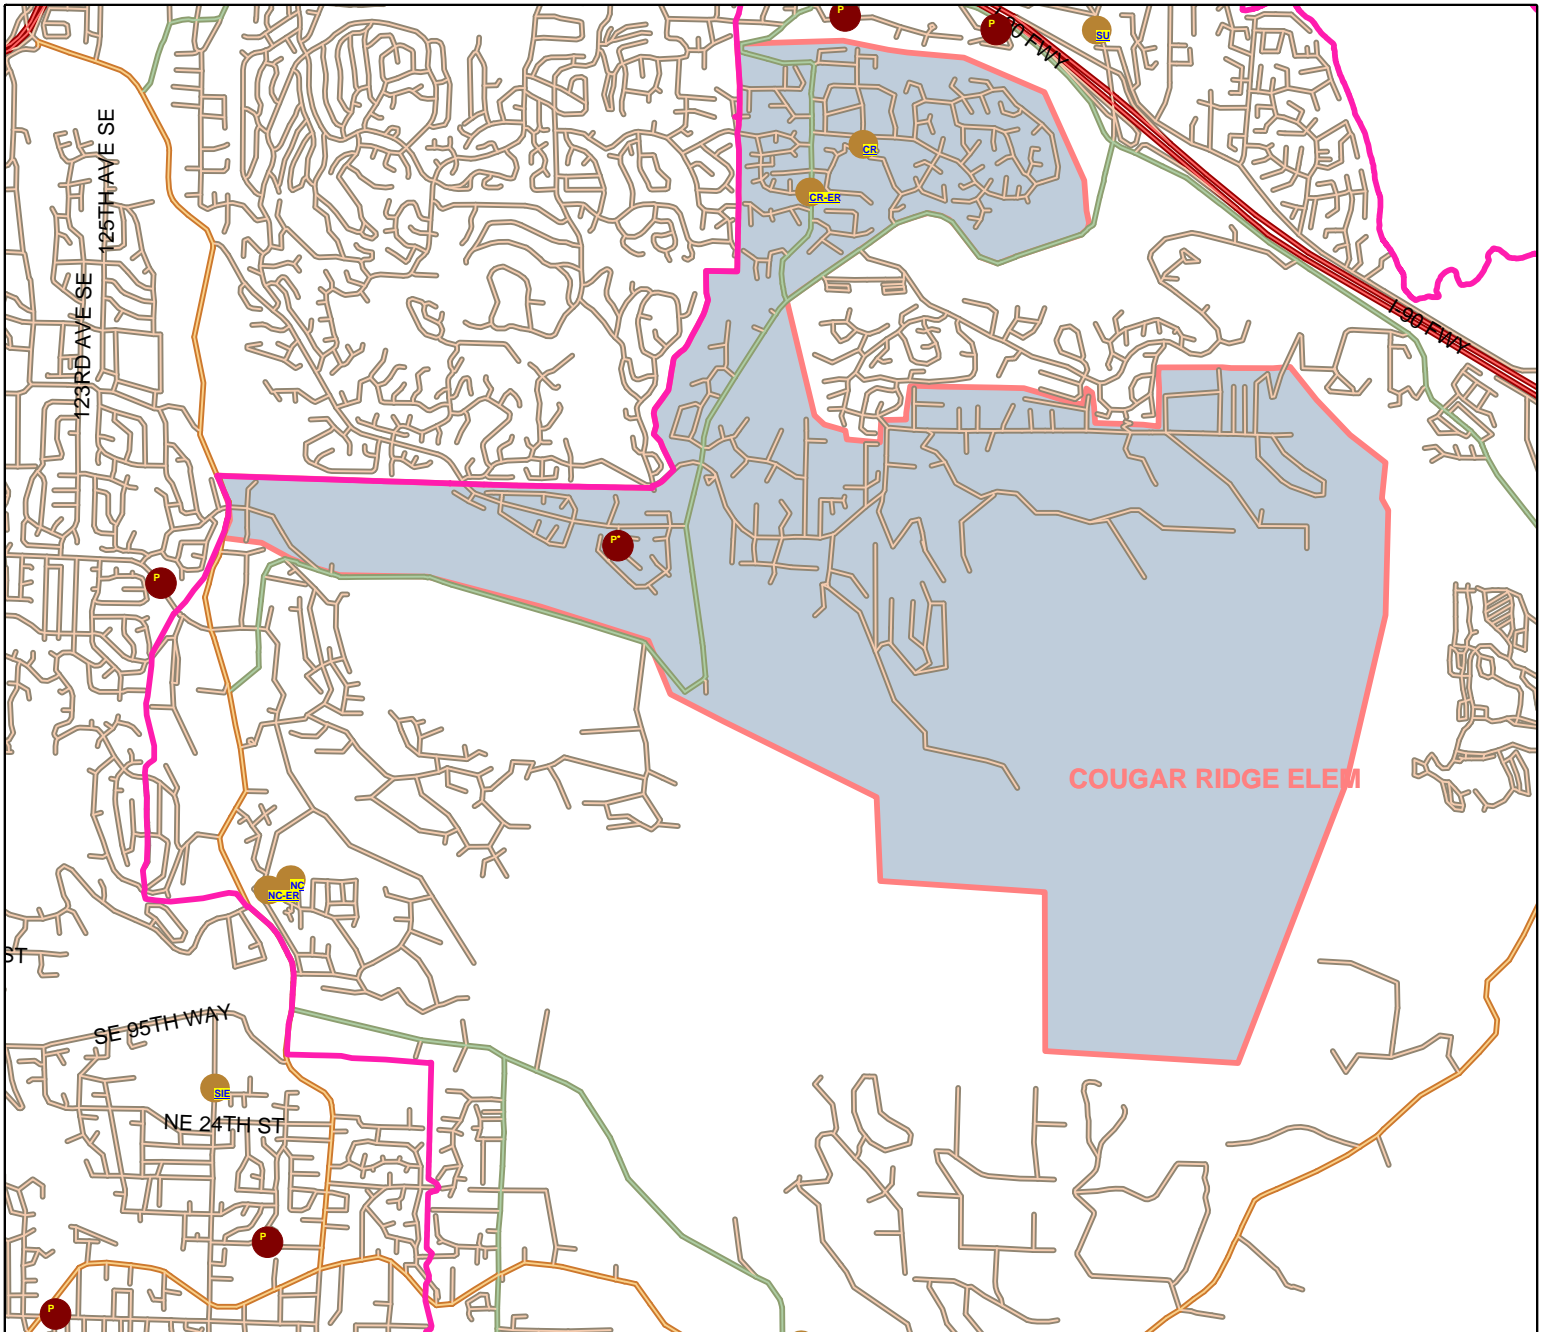 P
P
SU
I-90 FWY
CR
CR-ER
125TH AVE SE
123RD AVE SE
I-90 FWY
P*
P
COUGAR RIDGE ELEM
NC
NC-ER
ST
SE 95TH WAY
SIE
NE 24TH ST
P
P